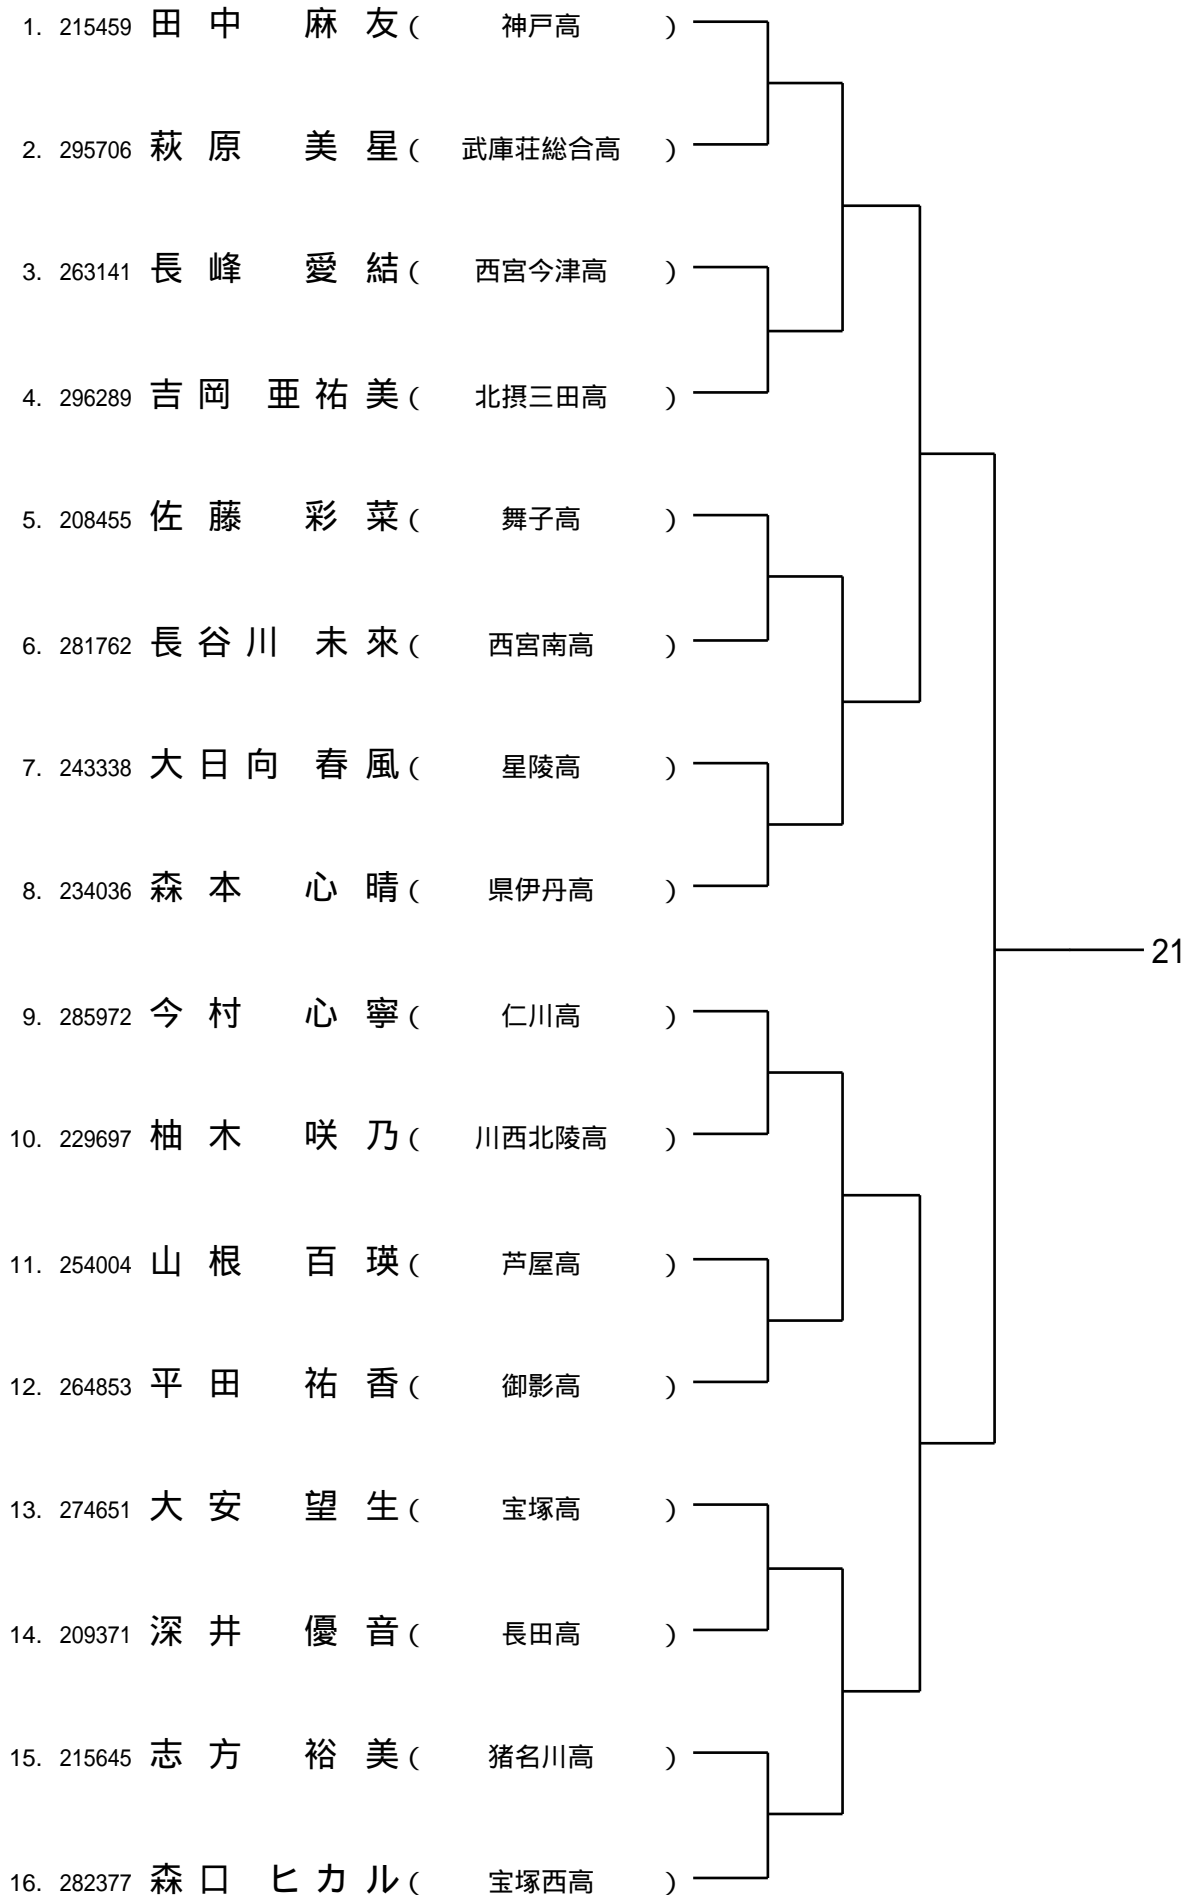 1. 215459 田中 麻友 ( 神戸高 )
2. 295706 萩原 美星 ( 武庫荘総合高 )
3. 263141 長峰 愛結 ( 西宮今津高 )
4. 296289 吉岡 亜祐美 ( 北摂三田高 )
5. 208455 佐藤 彩菜 ( 舞子高 )
6. 281762 長谷川 未來 ( 西宮南高 )
7. 243338 大日向 春風 ( 星陵高 )
8. 234036 森本 心晴 ( 県伊丹高 )
21
9. 285972 今村 心寧 ( 仁川高 )
10. 229697 柚木 咲乃 ( 川西北陵高 )
11. 254004 山根 百瑛 ( 芦屋高 )
12. 264853 平田 祐香 ( 御影高 )
13. 274651 大安 望生 ( 宝塚高 )
14. 209371 深井 優音 ( 長田高 )
15. 215645 志方 裕美 ( 猪名川高 )
16. 282377 森口 ヒカル ( 宝塚西高 )